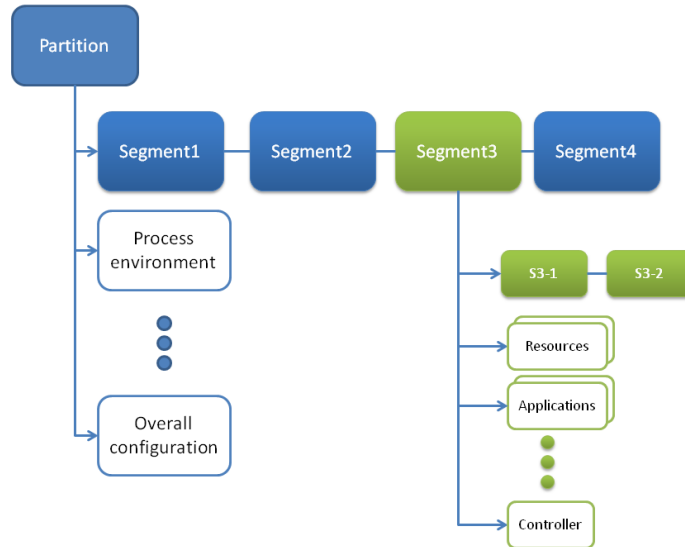 Partition
Segment1
Segment2
Segment3
Segment4
Process
environment
S3-1
S3-2
Resources
Applications
Overall
configuration
Controller